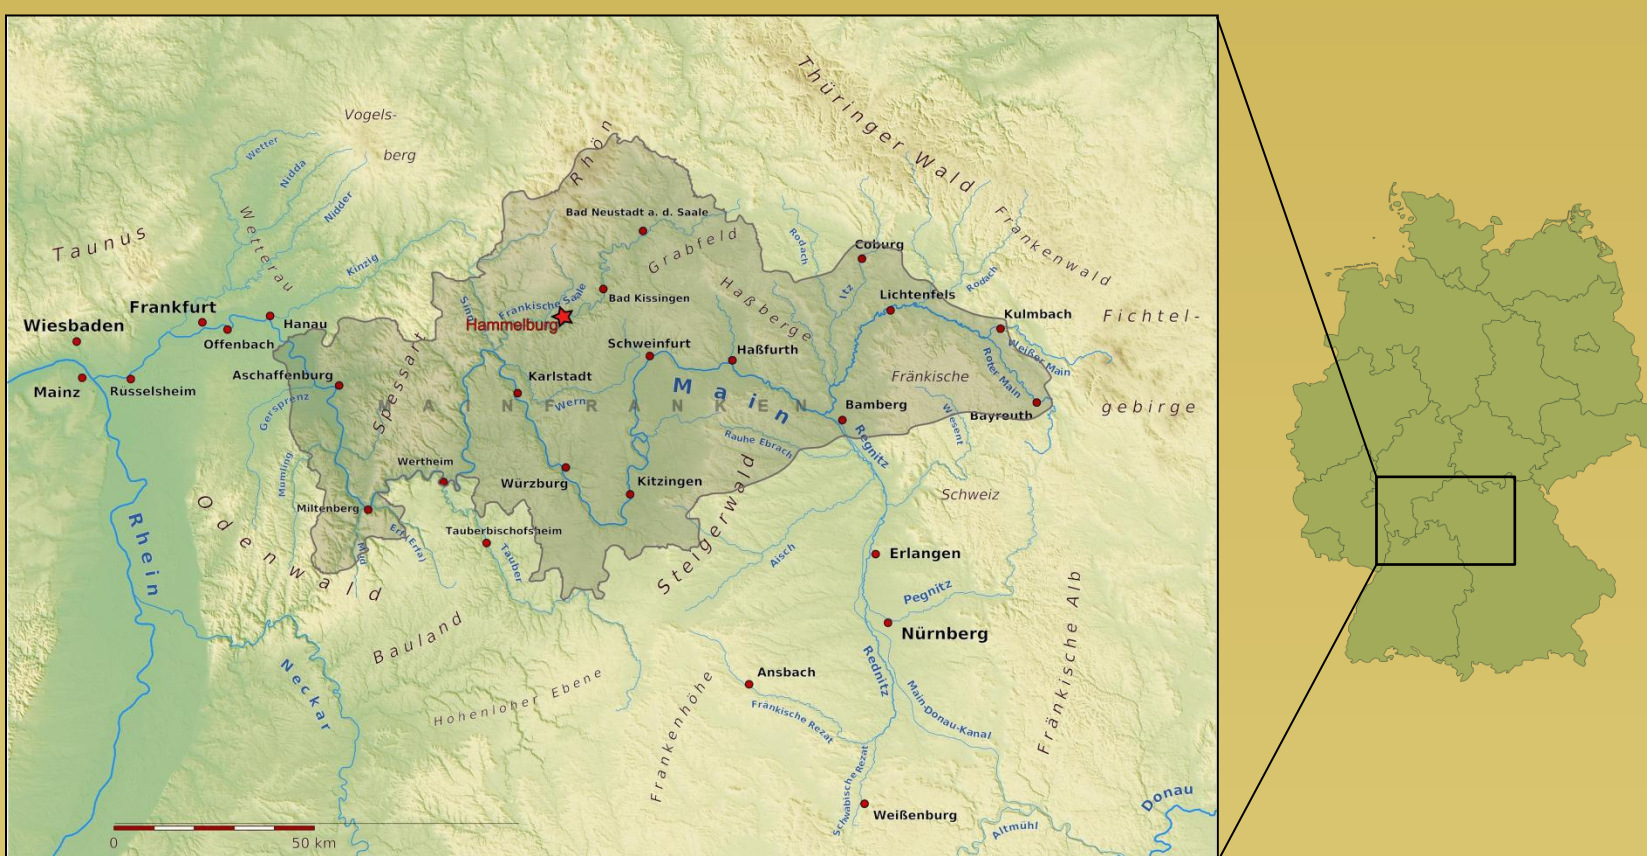 Thüringer Wald
Vogels-
berg
Rhön
Wetter
Nidda
Nidder
Wetterau
Taunus
Kinzig
Bad Neustadt a. d. Saale
Grabfeld
Rodach
Coburg
Frankenwald
Rodach
Itz
Lichtenfels
Fränkische Saale
Bad Kissingen
Haßberge
Sinn
Frankfurt
Wiesbaden
Hanau
Offenbach
Hammelburg
Kulmbach
Fichtel-
gebirge
Weißer Main
Roter Main
Schweinfurt
Haßfurth
Spessart
Mainz
Rüsselsheim
Aschaffenburg
Karlstadt
Main
Fränkische
Schweiz
Gersprenz
MAINFRANKEN
Wern
Bamberg
Bayreuth
Wiesent
Regnitz
Rauhe Ebrach
Mümling
Wertheim
Würzburg
Kitzingen
Steigerwald
Odenwald
Miltenberg
Erf (Erfa)
Mud
Tauberbischofsheim
Tauber
Rhein
Aisch
Erlangen
Pegnitz
Nürnberg
Fränkische Alb
Bauland
Neckar
Hohenloher Ebene
Frankenhöhe
Ansbach
Fränkische Rezat
Rednitz
Main-Donau-Kanal
Schwäbische Rezat
Weißenburg
Altmühl
Donau
0
50 km